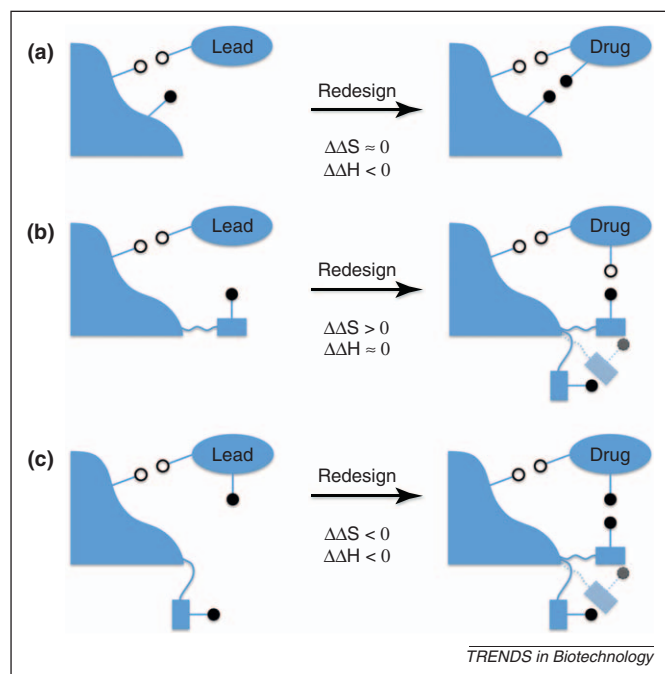 (a)
Lead
Drug
Redesign
ΔΔS ≈ 0
ΔΔH < 0
(b)
Lead
Drug
Redesign
ΔΔS > 0
ΔΔH ≈ 0
(c)
Lead
Drug
Redesign
ΔΔS < 0
ΔΔH < 0
TRENDS in Biotechnology